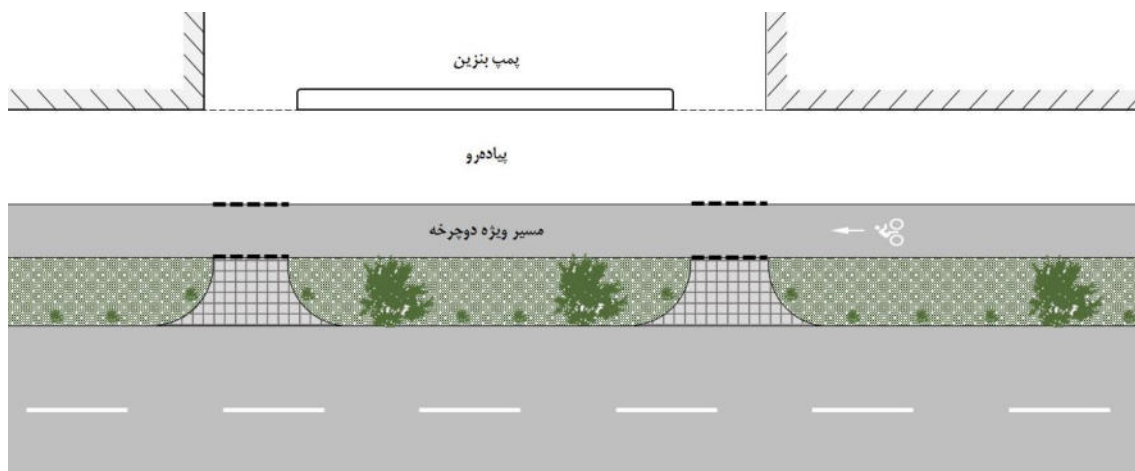 پمپ بنزین
پیاده‌رو
مسیر ویژه دوچرخه